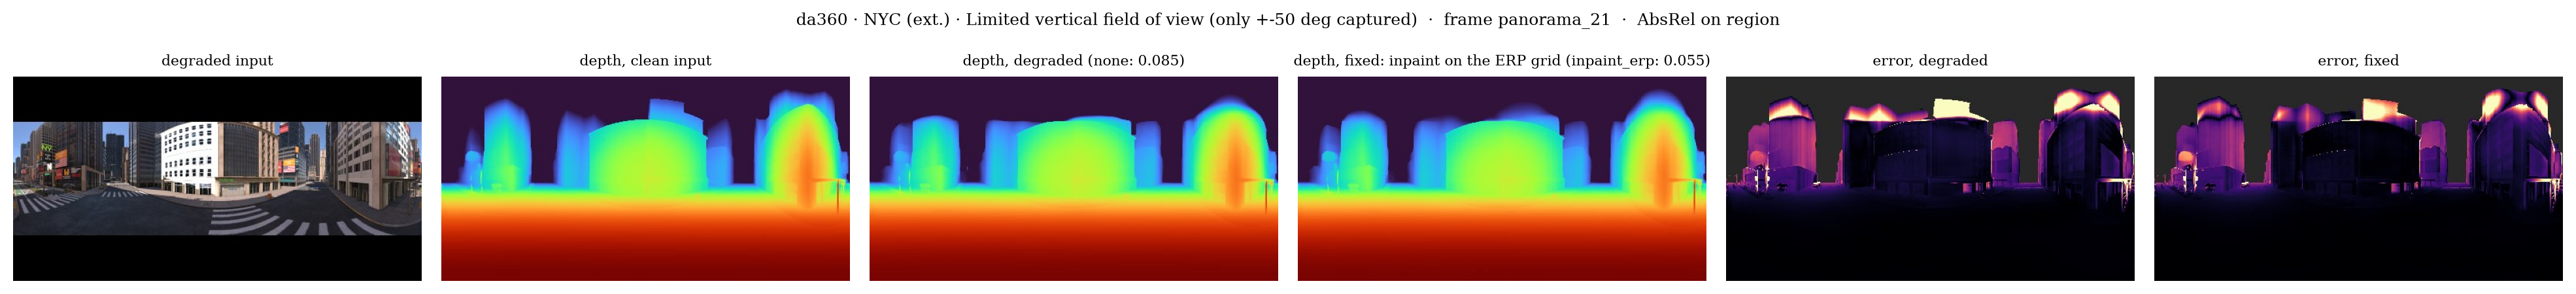 da360 · NYC (ext.) · Limited vertical field of view (only +-50 deg captured) · frame panorama_21 · AbsRel on region
degraded input
depth, clean input
depth, degraded (none: 0.085)
depth, fixed: inpaint on the ERP grid (inpaint_erp: 0.055)
error, degraded
error, fixed